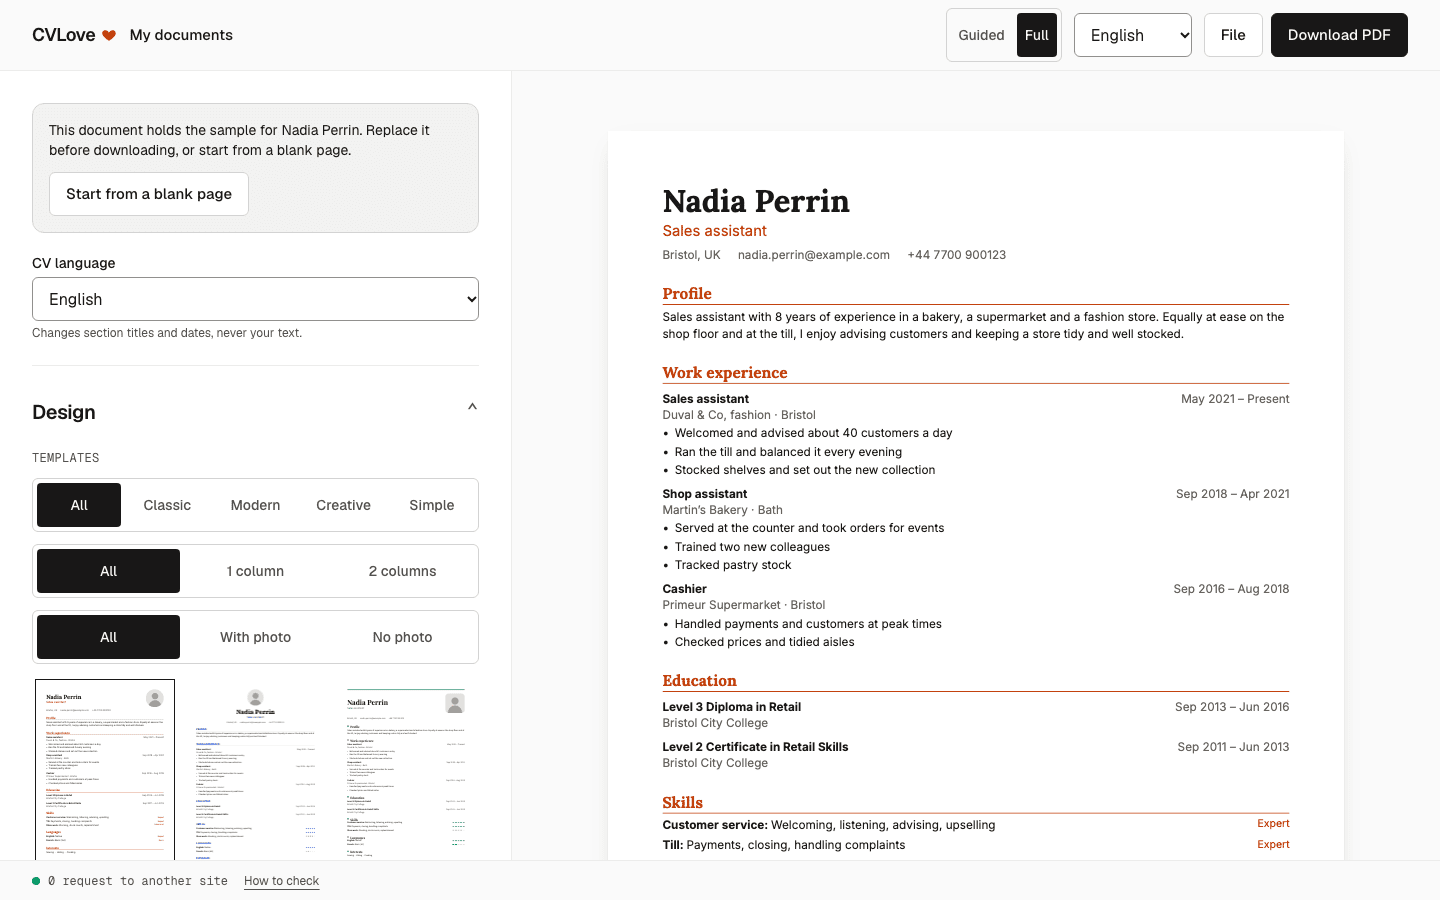 CVLove My documents
Guided Full English File Download PDF
This document holds the sample for Nadia Perrin. Replace it
before downloading, or start from a blank page.
Start from a blank page
CV language
English
Changes section titles and dates, never your text.
Design
TEMPLATES
All Classic Modern Creative Simple
All 1 column 2 columns
All With photo No photo
Nadia Perrin
Nadia Perrin
Nadia Perrin
0 request to another site How to check
Nadia Perrin
Sales assistant
Bristol, UK nadia.perrin@example.com +44 7700 900123
Profile
Sales assistant with 8 years of experience in a bakery, a supermarket and a fashion store. Equally at ease on the
shop floor and at the till, I enjoy advising customers and keeping a store tidy and well stocked.
Work experience
Sales assistant May 2021 – Present
Duval & Co, fashion · Bristol
• Welcomed and advised about 40 customers a day
• Ran the till and balanced it every evening
• Stocked shelves and set out the new collection
Shop assistant Sep 2018 – Apr 2021
Martin’s Bakery · Bath
• Served at the counter and took orders for events
• Trained two new colleagues
• Tracked pastry stock
Cashier Sep 2016 – Aug 2018
Primeur Supermarket · Bristol
• Handled payments and customers at peak times
• Checked prices and tidied aisles
Education
Level 3 Diploma in Retail Sep 2013 – Jun 2016
Bristol City College
Level 2 Certificate in Retail Skills Sep 2011 – Jun 2013
Bristol City College
Skills
Customer service: Welcoming, listening, advising, upselling Expert
Till: Payments, closing, handling complaints Expert